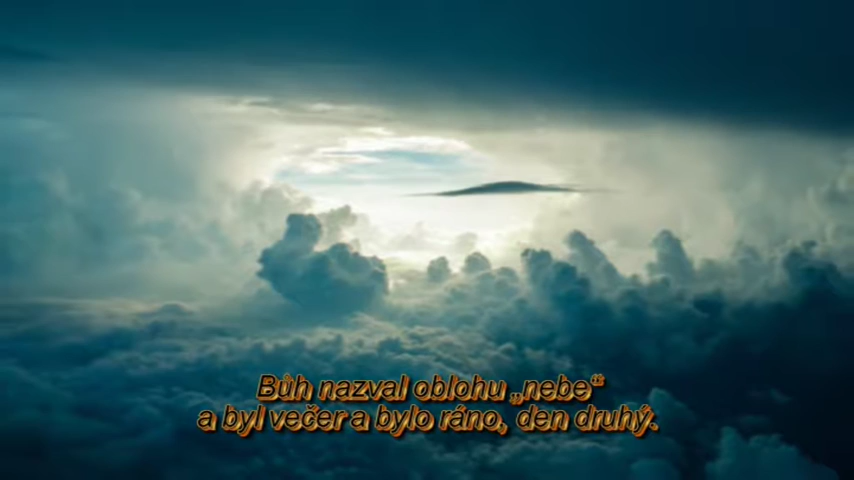 Bůh nazval oblohu „nebe“
a byl večer a bylo ráno, den druhý.